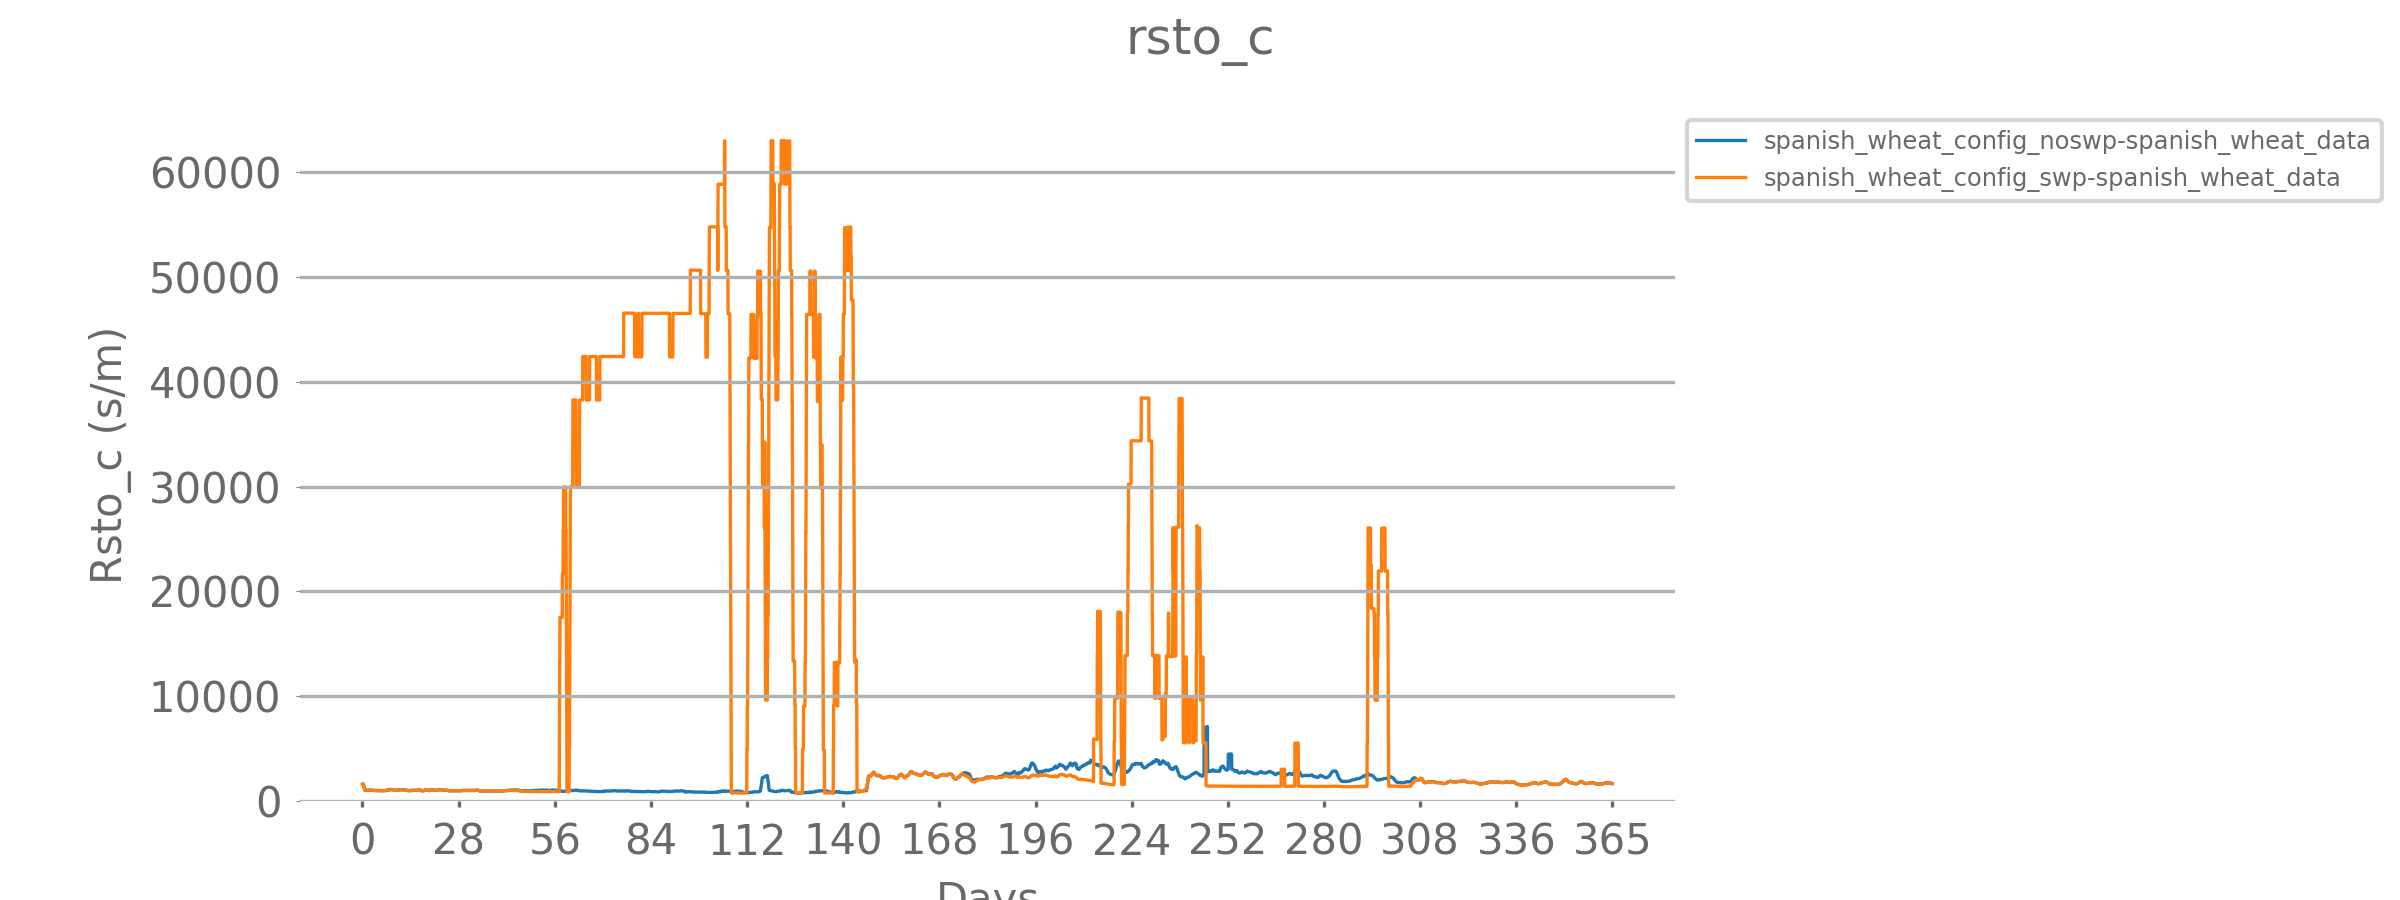 rsto_c
spanish_wheat_config_noswp-spanish_wheat_data
spanish_wheat_config_swp-spanish_wheat_data
Rsto_c (s/m)
60000
50000
40000
30000
20000
10000
0
0 28 56 84 112 140 168 196 224 252 280 308 336 365
Days